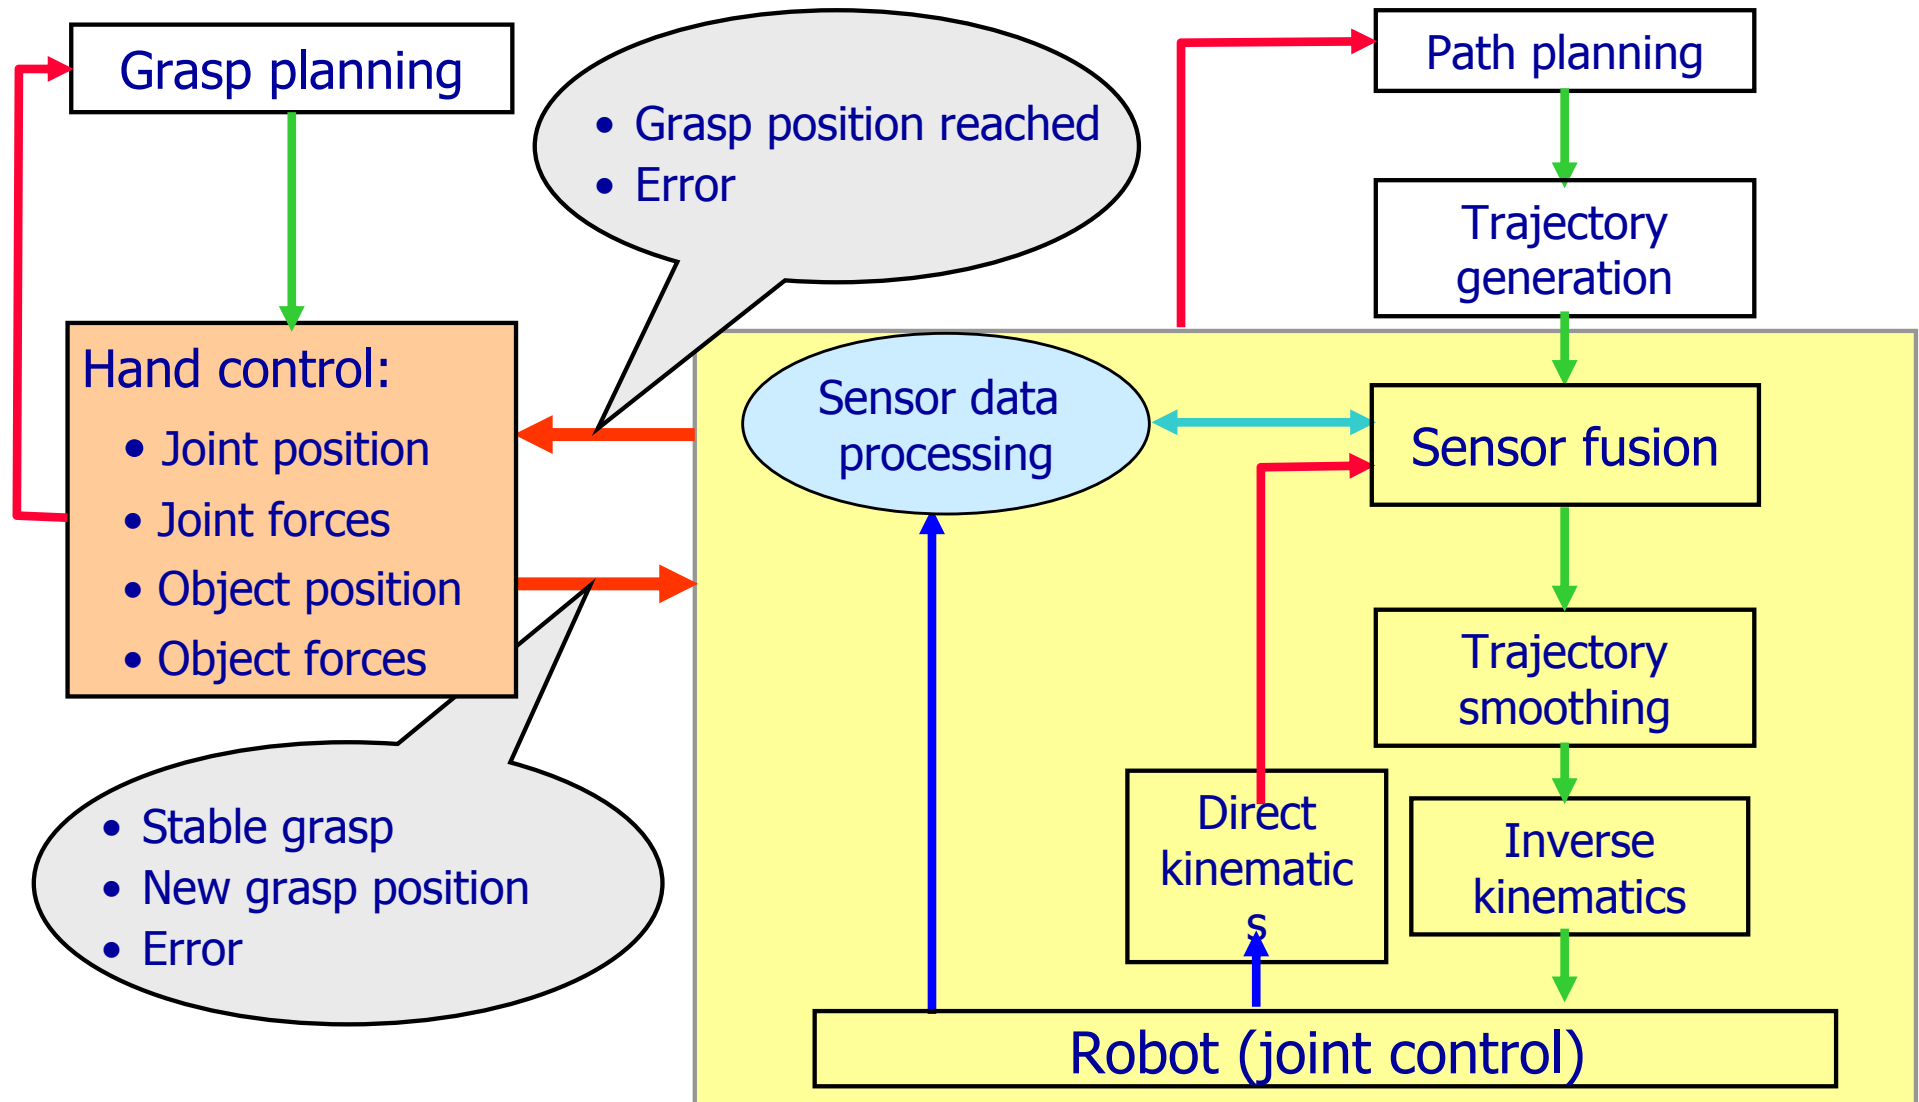 Grasp planning
• Grasp position reached
• Error
Path planning
Trajectory
generation
Hand control:
• Joint position
• Joint forces
• Object position
• Object forces
Sensor data
processing
Sensor fusion
Trajectory
smoothing
Direct
kinematic
s
Inverse
kinematics
• Stable grasp
• New grasp position
• Error
Robot (joint control)